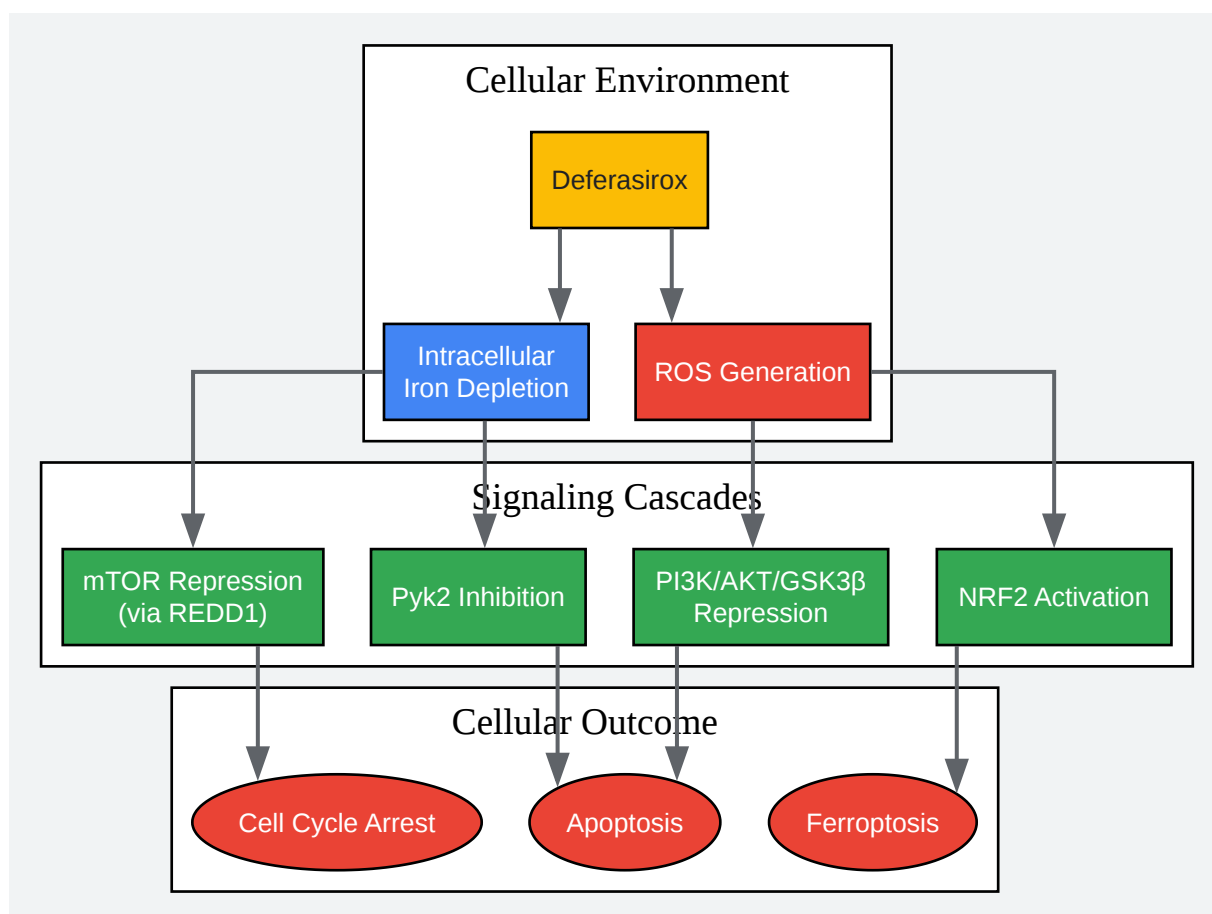 Cellular Environment
Deferasirox
Intracellular
Iron Depletion
ROS Generation
Signaling Cascades
mTOR Repression
(via REDD1)
Pyk2 Inhibition
PI3K/AKT/GSK3β
Repression
NRF2 Activation
Cellular Outcome
Cell Cycle Arrest
Apoptosis
Ferroptosis